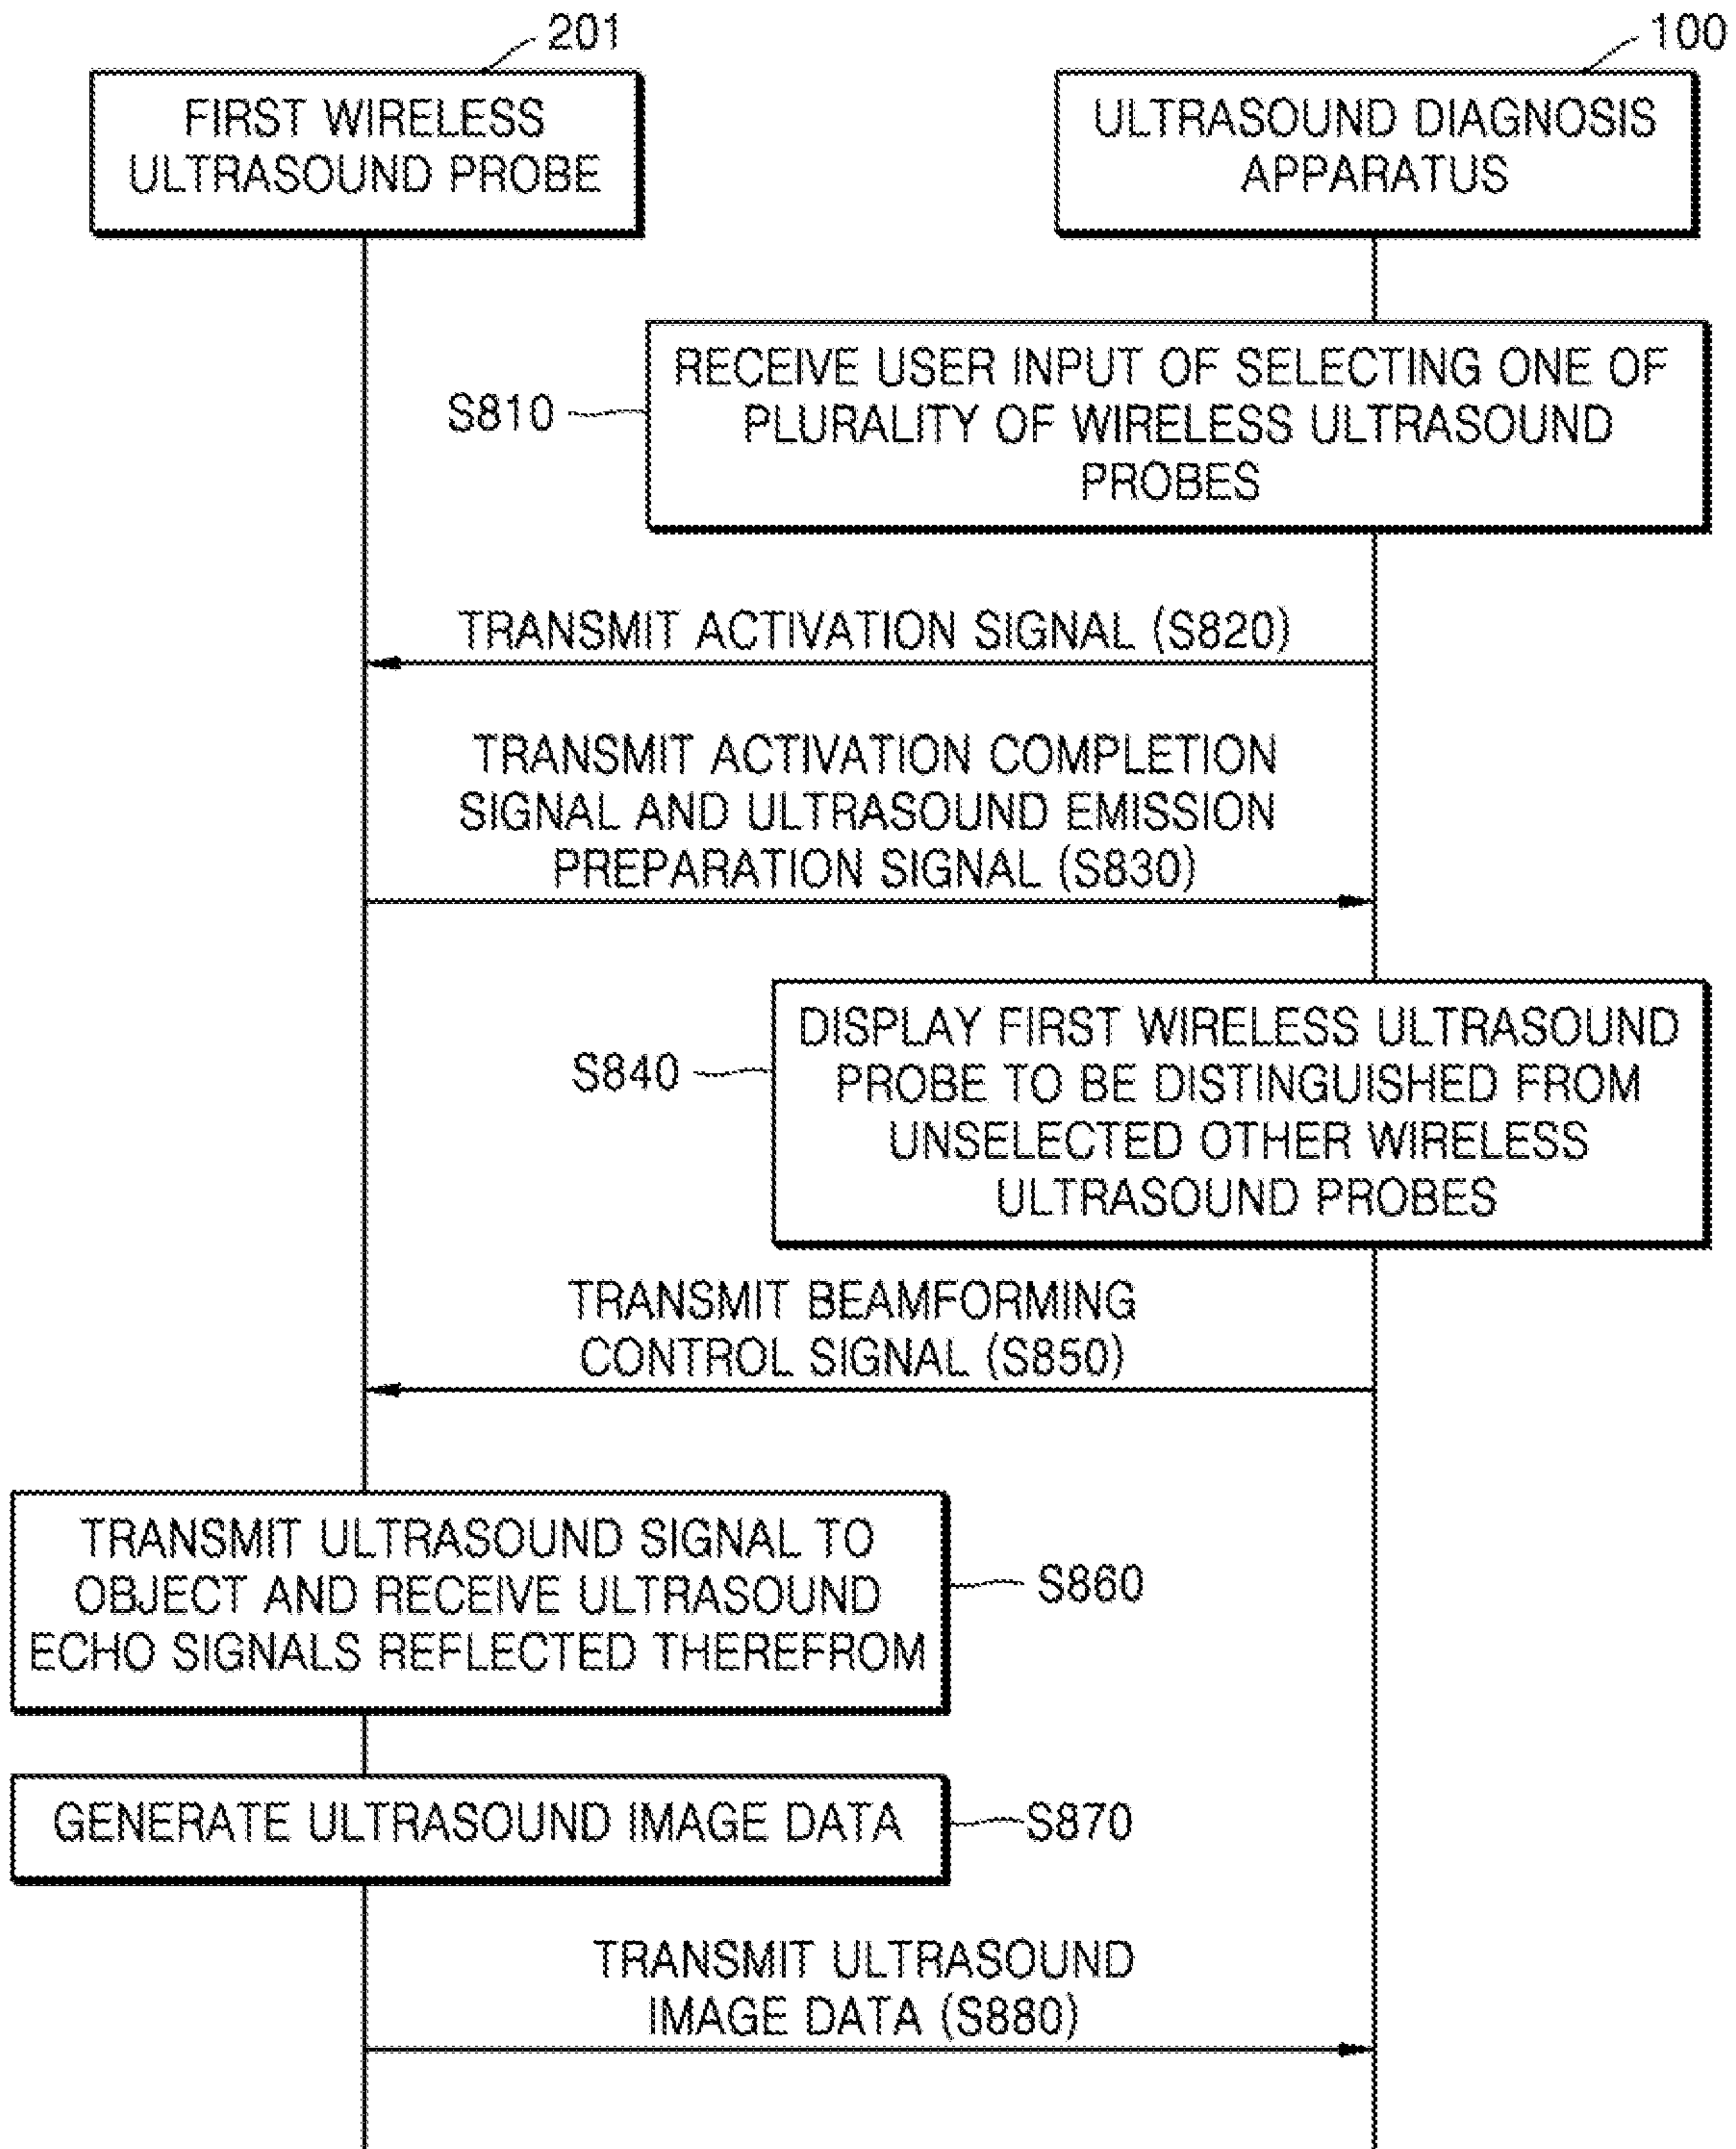 201
100
FIRST WIRELESS
ULTRASOUND PROBE
ULTRASOUND DIAGNOSIS
APPARATUS
S810
RECEIVE USER INPUT OF SELECTING ONE OF
PLURALITY OF WIRELESS ULTRASOUND
PROBES
TRANSMIT ACTIVATION SIGNAL (S820)
TRANSMIT ACTIVATION COMPLETION
SIGNAL AND ULTRASOUND EMISSION
PREPARATION SIGNAL (S830)
S840
DISPLAY FIRST WIRELESS ULTRASOUND
PROBE TO BE DISTINGUISHED FROM
UNSELECTED OTHER WIRELESS
ULTRASOUND PROBES
TRANSMIT BEAMFORMING
CONTROL SIGNAL (S850)
TRANSMIT ULTRASOUND SIGNAL TO
OBJECT AND RECEIVE ULTRASOUND
ECHO SIGNALS REFLECTED THEREFROM
S860
GENERATE ULTRASOUND IMAGE DATA
S870
TRANSMIT ULTRASOUND
IMAGE DATA (S880)